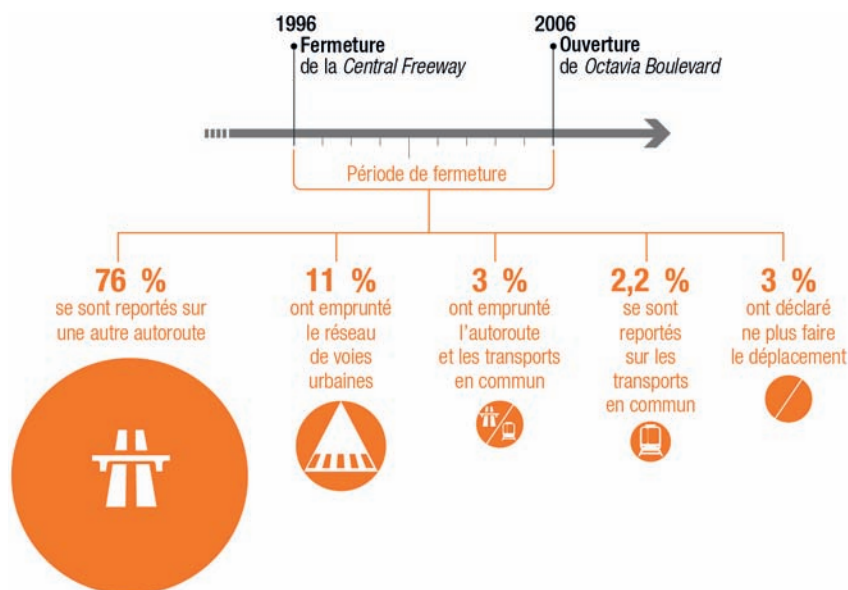 1996
Fermeture
de la Central Freeway
2006
Ouverture
de Octavia Boulevard
Période de fermeture
76 %
se sont reportés sur
une autre autoroute
11 %
ont emprunté
le réseau
de voies
urbaines
3 %
ont emprunté
l'autoroute
et les transports
en commun
2,2 %
se sont
reportés
sur les
transports
en commun
3 %
ont déclaré
ne plus faire
le déplacement